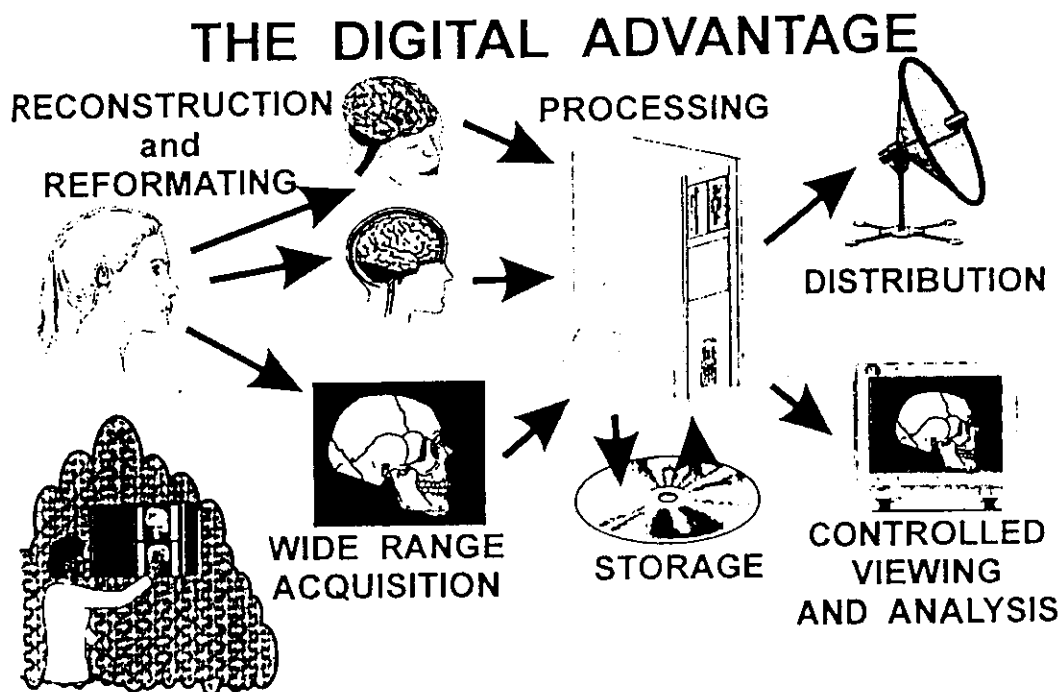 THE DIGITAL ADVANTAGE
RECONSTRUCTION
and
REFORMATING
PROCESSING
DISTRIBUTION
WIDE RANGE
ACQUISITION
STORAGE
CONTROLLED
VIEWING
AND ANALYSIS